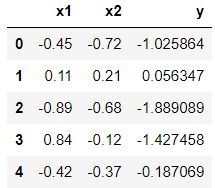 x1 x2 y
0 -0.45 -0.72 -1.025864
1 0.11 0.21 0.056347
2 -0.89 -0.68 -1.889089
3 0.84 -0.12 -1.427458
4 -0.42 -0.37 -0.187069